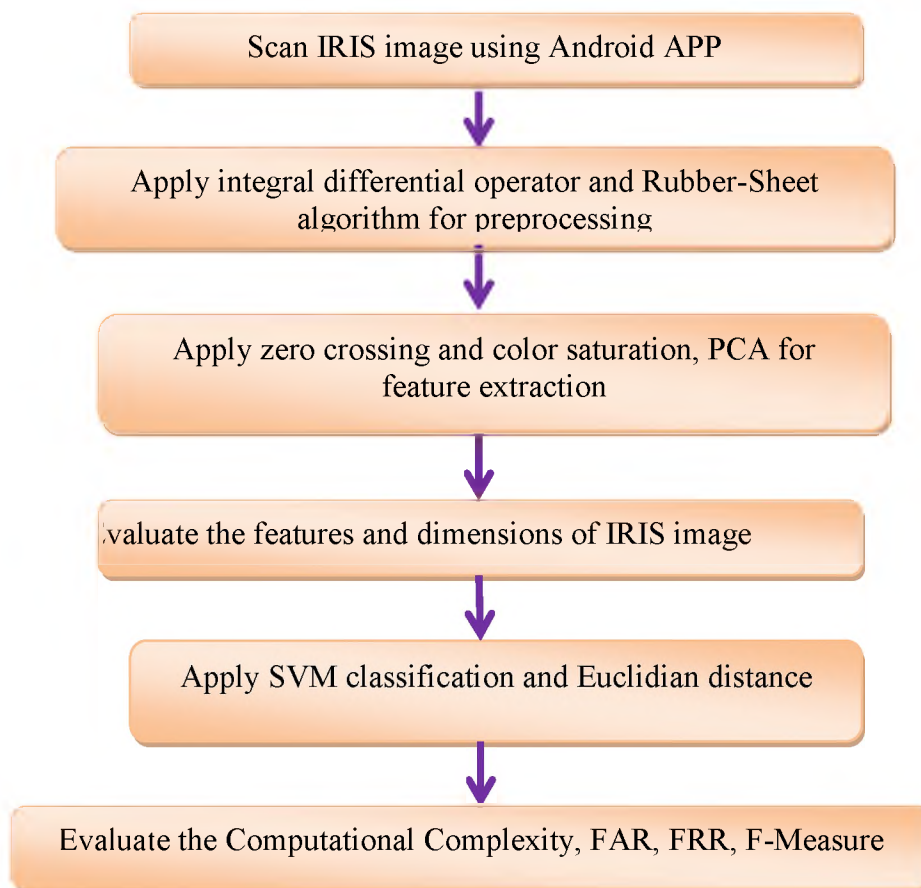 Scan IRIS image using Android APP
Apply integral differential operator and Rubber-Sheet
algorithm for preprocessing
Apply zero crossing and color saturation, PCA for
feature extraction
valuate the features and dimensions of IRIS image
Apply SVM classification and Euclidian distance
Evaluate the Computational Complexity, FAR, FRR, F-Measure